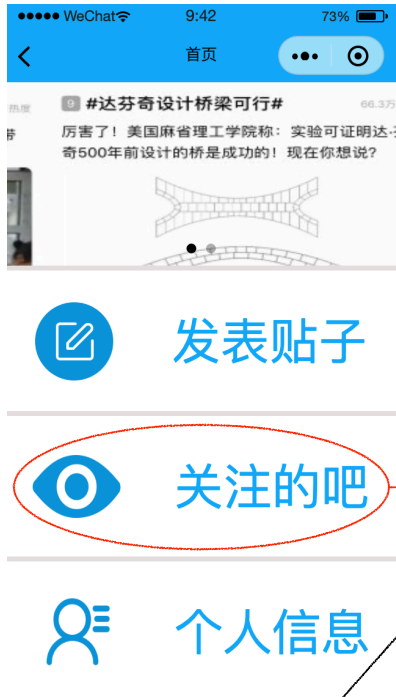 ●●●●● WeChat 9:42 73%
首页
热度 9 #达芬奇设计桥梁可行# 66.3万
厉害了！美国麻省理工学院称：实验可证明达·
奇500年前设计的桥是成功的！现在你想说？
发表贴子
关注的吧
个人信息